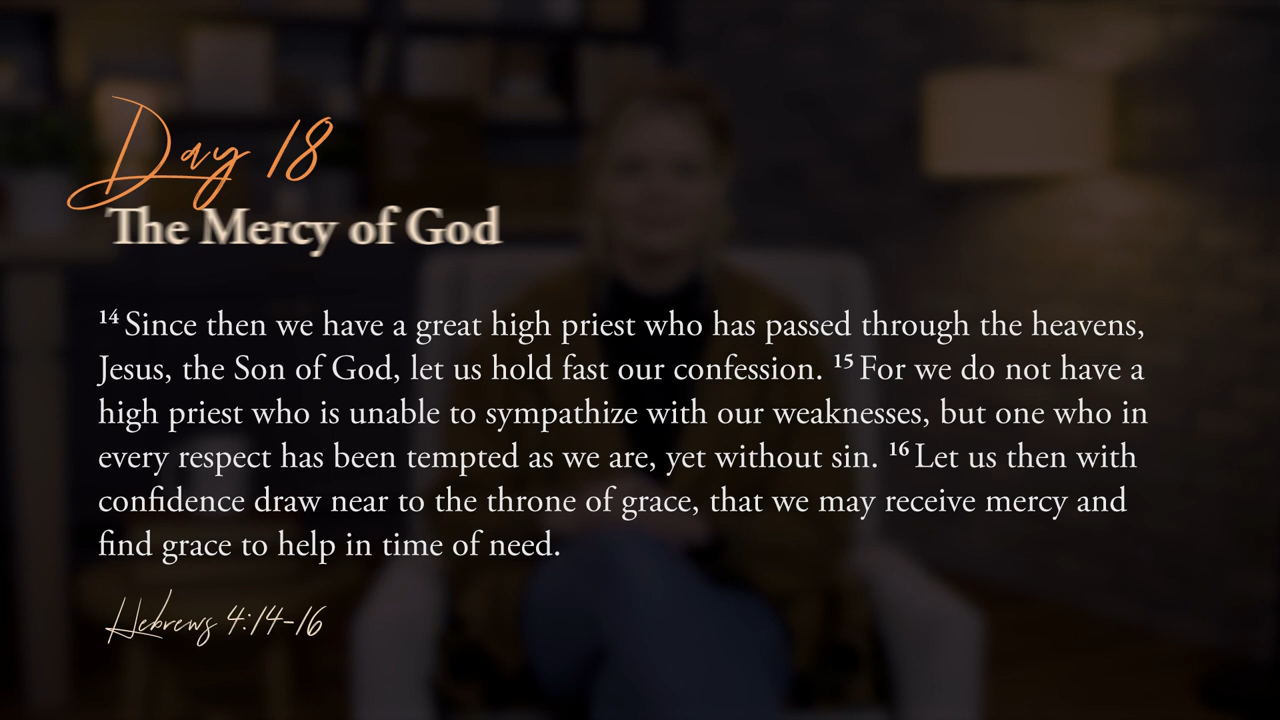 Day 18
The Mercy of God
¹⁴ Since then we have a great high priest who has passed through the heavens,
Jesus, the Son of God, let us hold fast our confession. ¹⁵ For we do not have a
high priest who is unable to sympathize with our weaknesses, but one who in
every respect has been tempted as we are, yet without sin. ¹⁶ Let us then with
confidence draw near to the throne of grace, that we may receive mercy and
find grace to help in time of need.
Hebrews 4:14-16